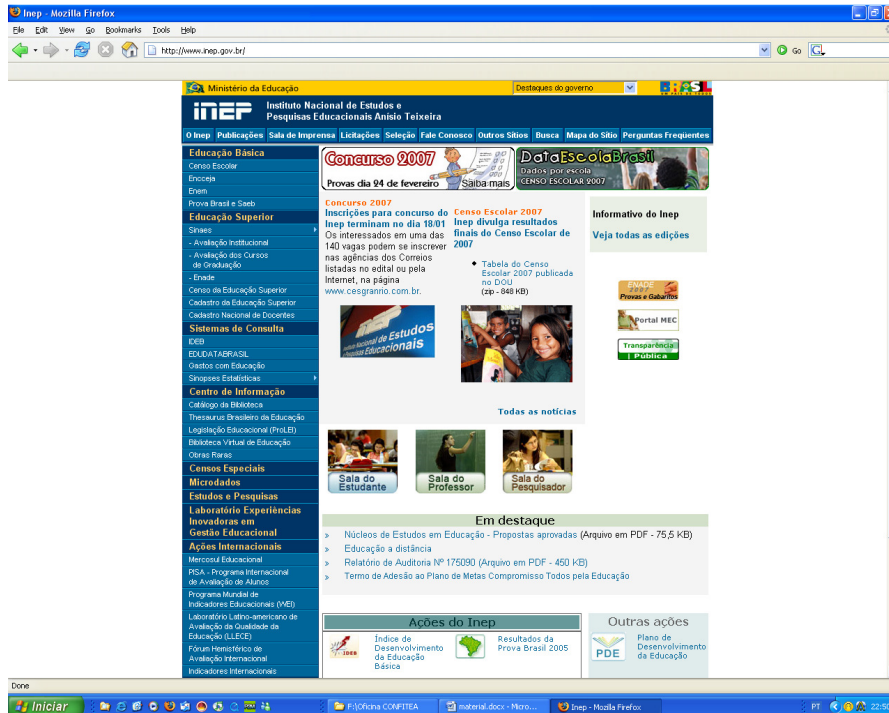 Inep - Mozilla Firefox
File Edit View Go Bookmarks Tools Help
http://www.inep.gov.br/
Go
Ministério da Educação
Destaques do governo
BRASIL
inep
Instituto Nacional de Estudos e
Pesquisas Educacionais Anísio Teixeira
O Inep Publicações Sala de Imprensa Licitações Seleção Fale Conosco Outros Sítios Busca Mapa do Sítio Perguntas Freqüentes
Educação Básica
Censo Escolar
Encceja
Enem
Prova Brasil e Saeb
Educação Superior
Sinaes
- Avaliação Institucional
- Avaliação dos Cursos
de Graduação
- Enade
Censo da Educação Superior
Cadastro da Educação Superior
Cadastro Nacional de Docentes
Sistemas de Consulta
IDEB
EDUDATABRASIL
Gastos com Educação
Sinopses Estatísticas
Centro de Informação
Catálogo da Biblioteca
Thesaurus Brasileiro da Educação
Legislação Educacional (ProLEI)
Biblioteca Virtual de Educação
Obras Raras
Censos Especiais
Microdados
Estudos e Pesquisas
Laboratório Experiências
Inovadoras em
Gestão Educacional
Ações Internacionais
Mercosul Educacional
PISA - Programa Internacional
de Avaliação de Alunos
Programa Mundial de
Indicadores Educacionais (WEI)
Laboratório Latino-americano de
Avaliação da Qualidade da
Educação (LLECE)
Fórum Hemisférico de
Avaliação Internacional
Indicadores Internacionais
Concurso 2007
Provas dia 24 de fevereiro
Saiba mais
DataEscolaBrasil
Dados por escola
CENSO ESCOLAR 2007
Concurso 2007
Inscrições para concurso do
Inep terminam no dia 18/01
Os interessados em uma das
140 vagas podem se inscrever
nas agências dos Correios
listadas no edital ou pela
Internet, na página
www.cesgranrio.com.br.
Instituto Nacional de Estudos
e Pesquisas Educacionais
Censo Escolar 2007
Inep divulga resultados
finais do Censo Escolar de
2007
Tabela do Censo
Escolar 2007 publicada
no DOU
(zip - 848 KB)
Todas as notícias
Informativo do Inep
Veja todas as edições
ENADE
2007
Provas e Gabaritos
Portal MEC
Transparência
Pública
Sala do
Estudante
Sala do
Professor
Sala do
Pesquisador
Em destaque
» Núcleos de Estudos em Educação - Propostas aprovadas (Arquivo em PDF - 75,5 KB)
» Educação a distância
» Relatório de Auditoria Nº 175090 (Arquivo em PDF - 450 KB)
» Termo de Adesão ao Plano de Metas Compromisso Todos pela Educação
Ações do Inep
IDEB
Índice de
Desenvolvimento
da Educação
Básica
Resultados da
Prova Brasil 2005
Outras ações
PDE
Plano de
Desenvolvimento
da Educação
Done
Iniciar
F:\Oficina CONFITEA
material.docx - Micro...
Inep - Mozilla Firefox
PT